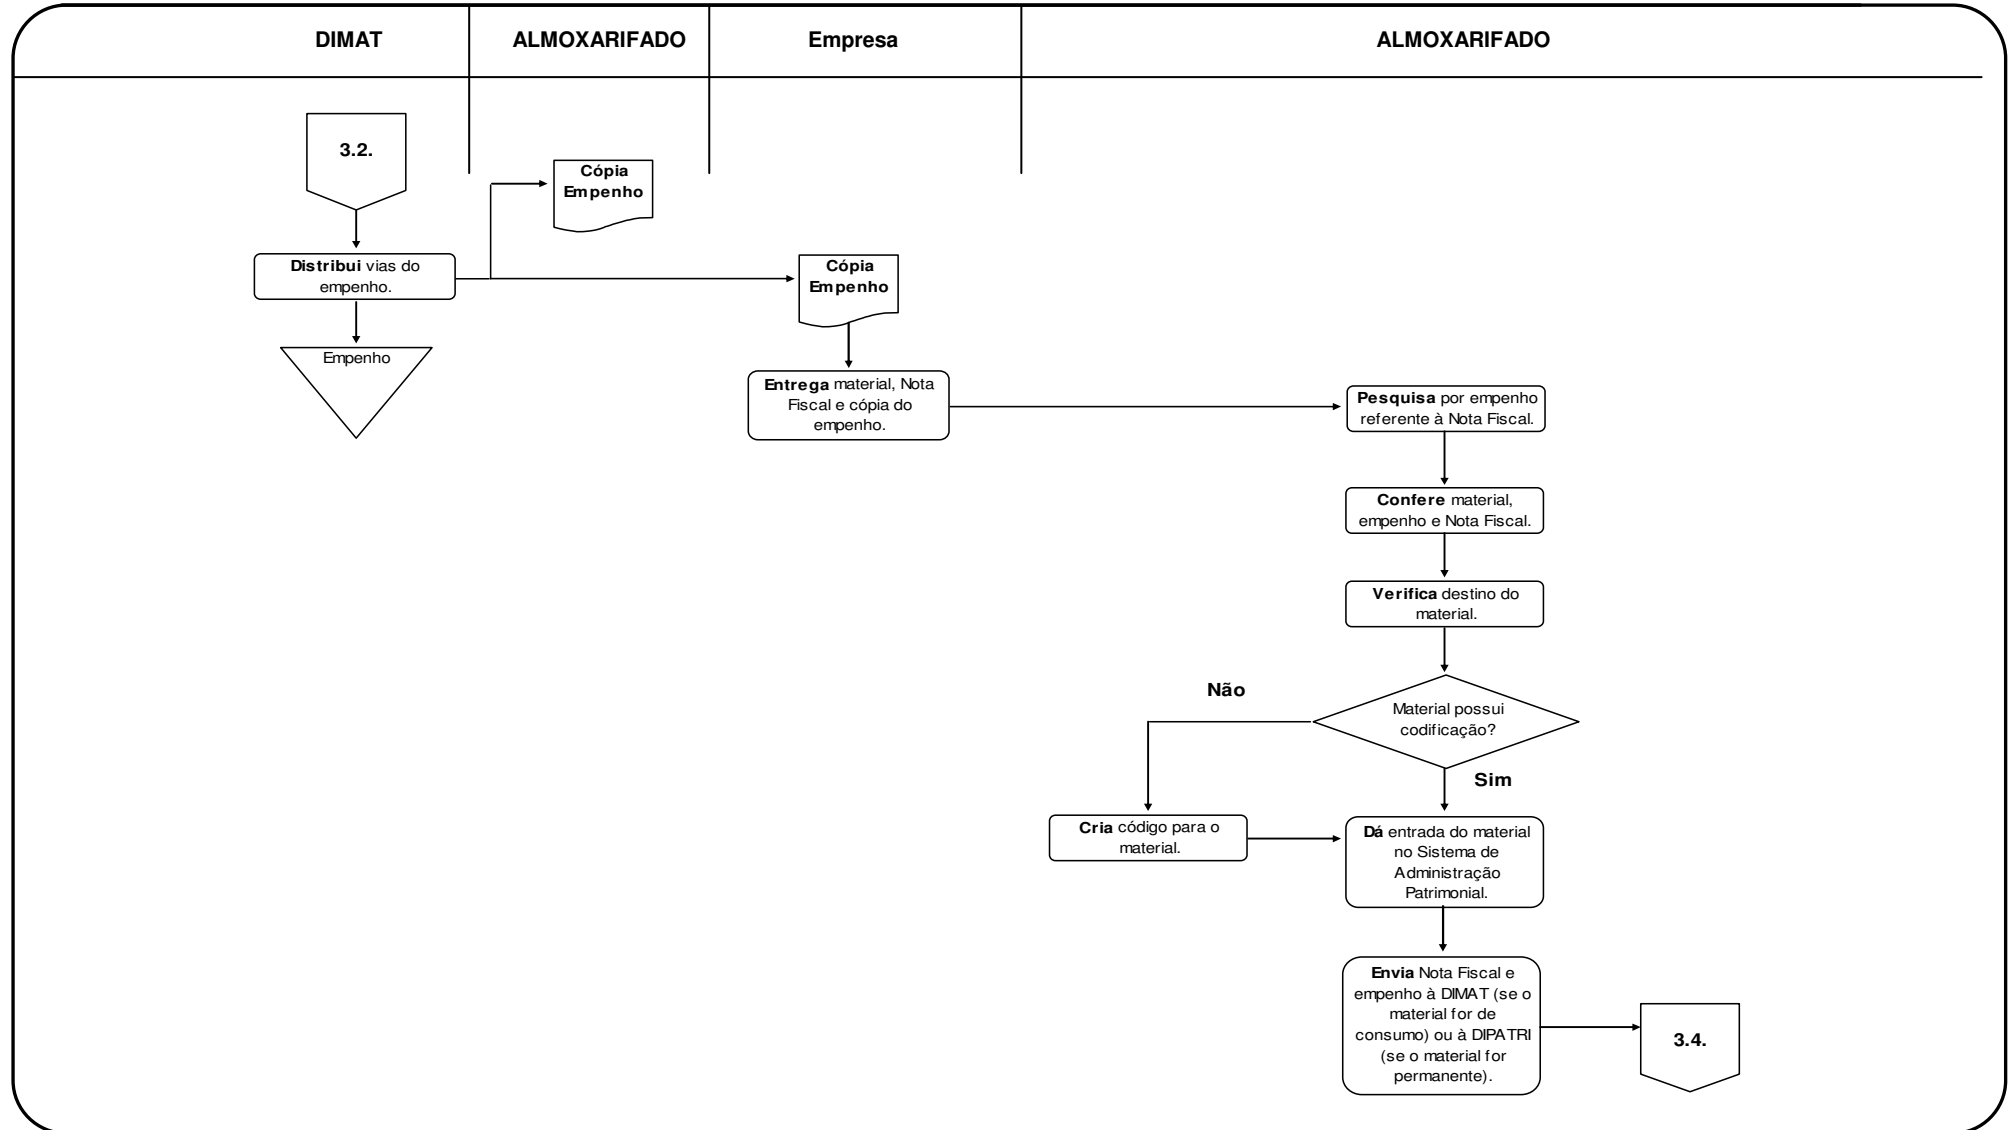 DIMAT
ALMOXARIFADO
Empresa
ALMOXARIFADO
3.2.
Cópia
Empenho
Distribui vias do
empenho.
Cópia
Empenho
Empenho
Entrega material, Nota
Fiscal e cópia do
empenho.
Pesquisa por empenho
referente à Nota Fiscal.
Confere material,
empenho e Nota Fiscal.
Verifica destino do
material.
Não
Material possui
codificação?
Sim
Cria código para o
material.
Dá entrada do material
no Sistema de
Administração
Patrimonial.
Envia Nota Fiscal e
empenho à DIMAT (se o
material for de
consumo) ou à DIPATRI
(se o material for
permanente).
3.4.